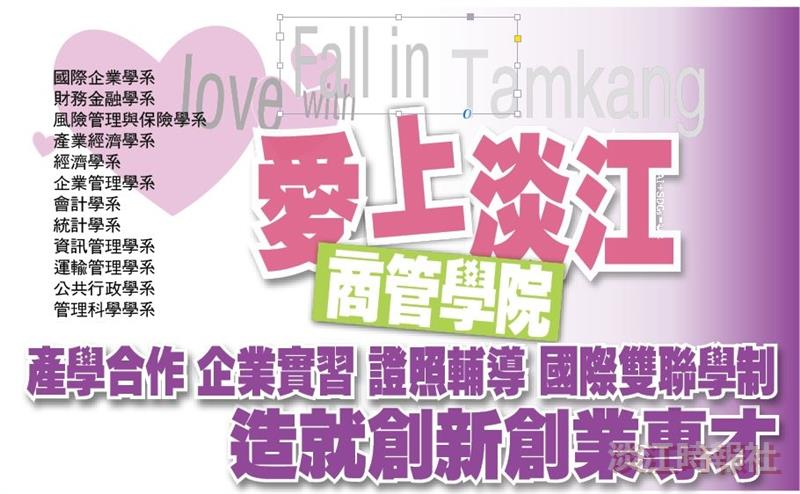 Fall in
love with Tamkang
國際企業學系
財務金融學系
風險管理與保險學系
產業經濟學系
經濟學系
企業管理學系
會計學系
統計學系
資訊管理學系
運輸管理學系
公共行政學系
管理科學學系
愛上淡江
商管學院
產學合作 企業實習 證照輔導 國際雙聯學制
造就創新創業專才
淡江時報社